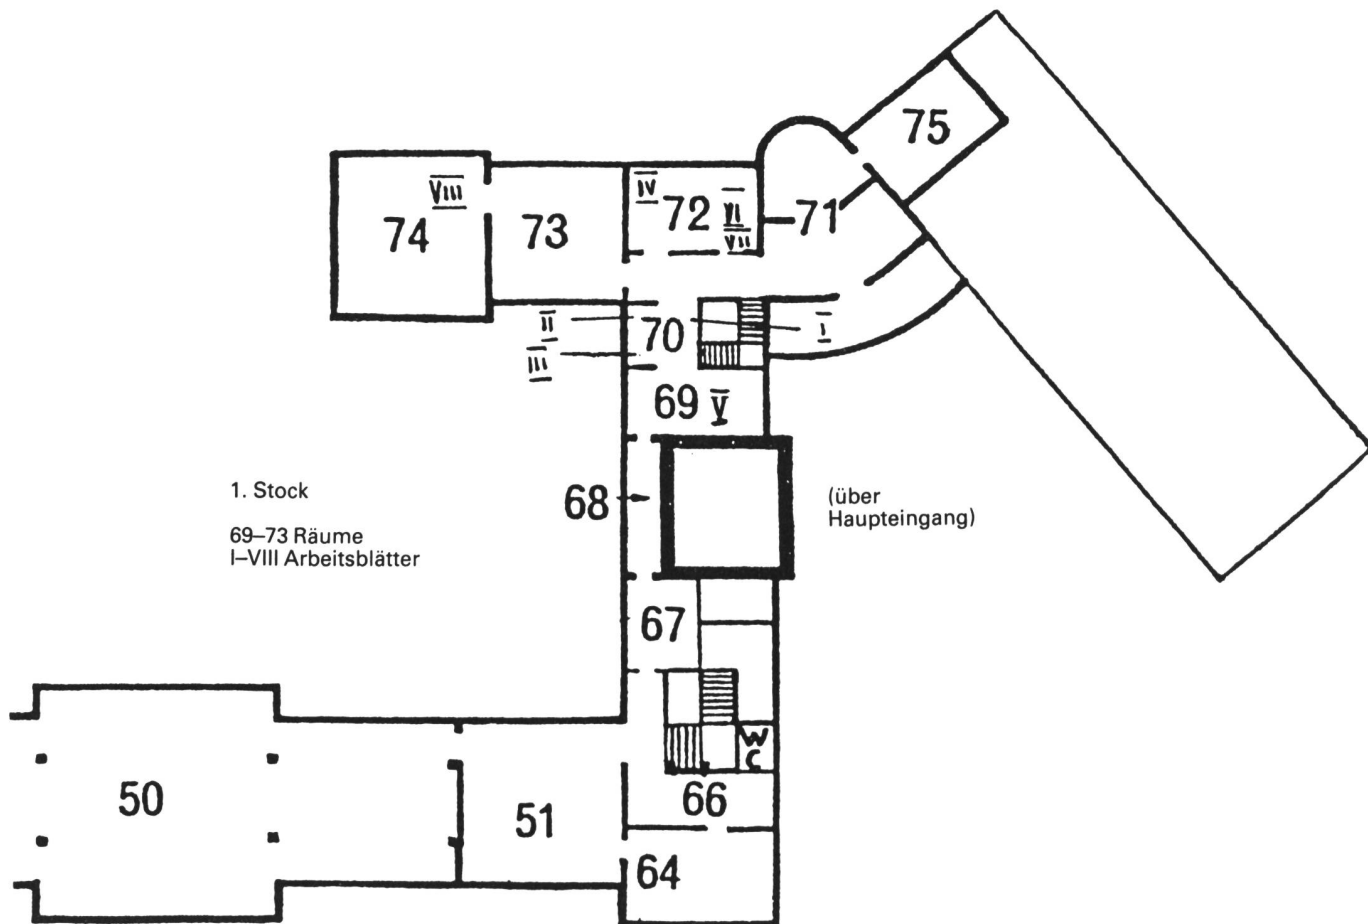 75
VIII
IV
74
73
72
VI
VII
71
II
70
I
III
69 V
1. Stock
68
(über
Haupteingang)
69–73 Räume
I–VIII Arbeitsblätter
67
W
C
50
51
66
64